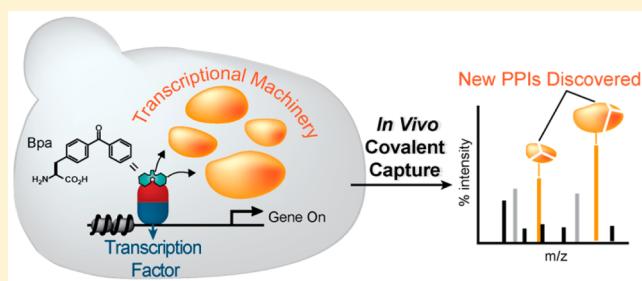 Transcriptional Machinery
Bpa
O
H₂N
CO₂H
Gene On
Transcription
Factor
In Vivo
Covalent
Capture
New PPIs Discovered
% intensity
m/z